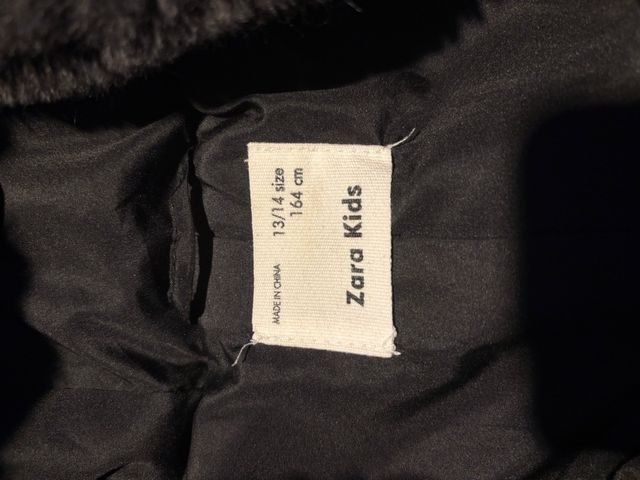 Zara Kids
13/14 size
164 cm
MADE IN CHINA